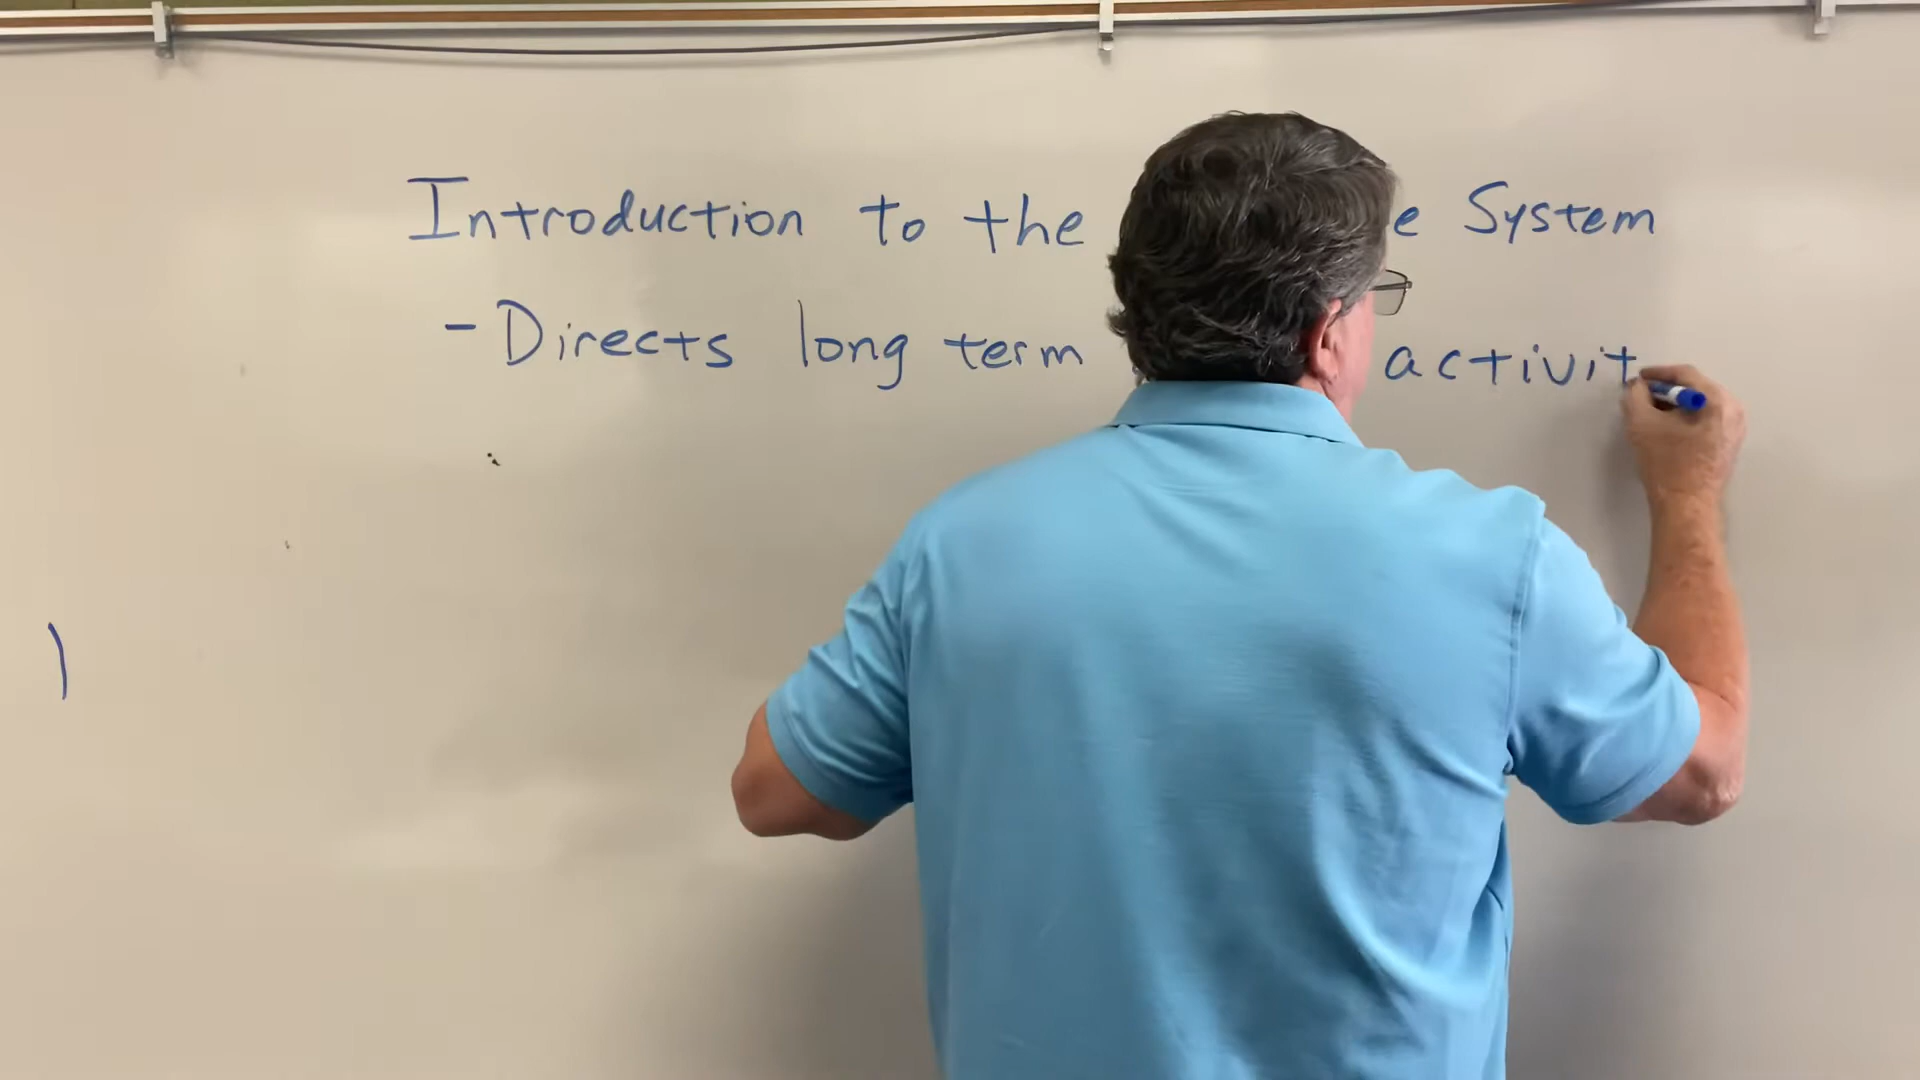 Introduction to the e System
- Directs long term activit